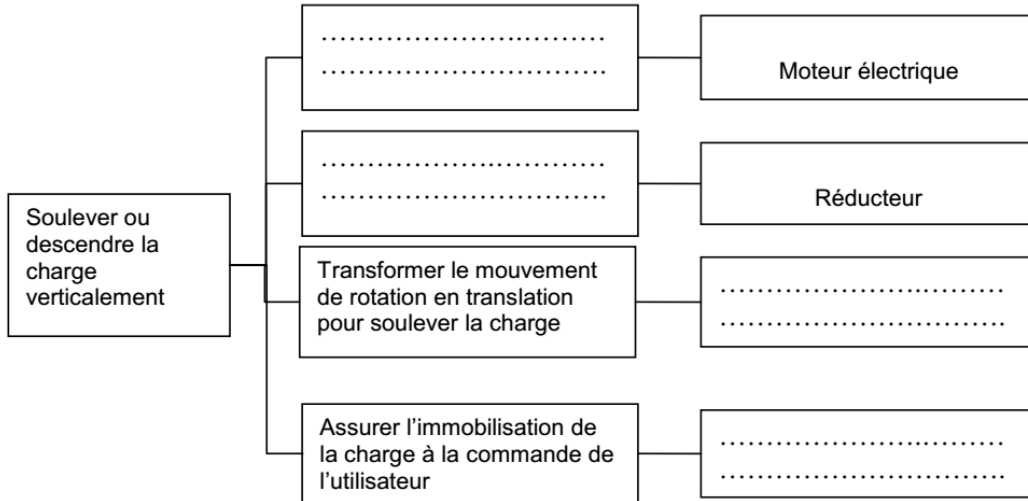 ……………………..………
…………………………….
Moteur électrique
…………………..…………
…………………………….
Réducteur
Soulever ou
descendre la
charge
verticalement
Transformer le mouvement
de rotation en translation
pour soulever la charge
……………………..………
…………………………….
Assurer l’immobilisation de
la charge à la commande de
l’utilisateur
……………………..………
…………………………….